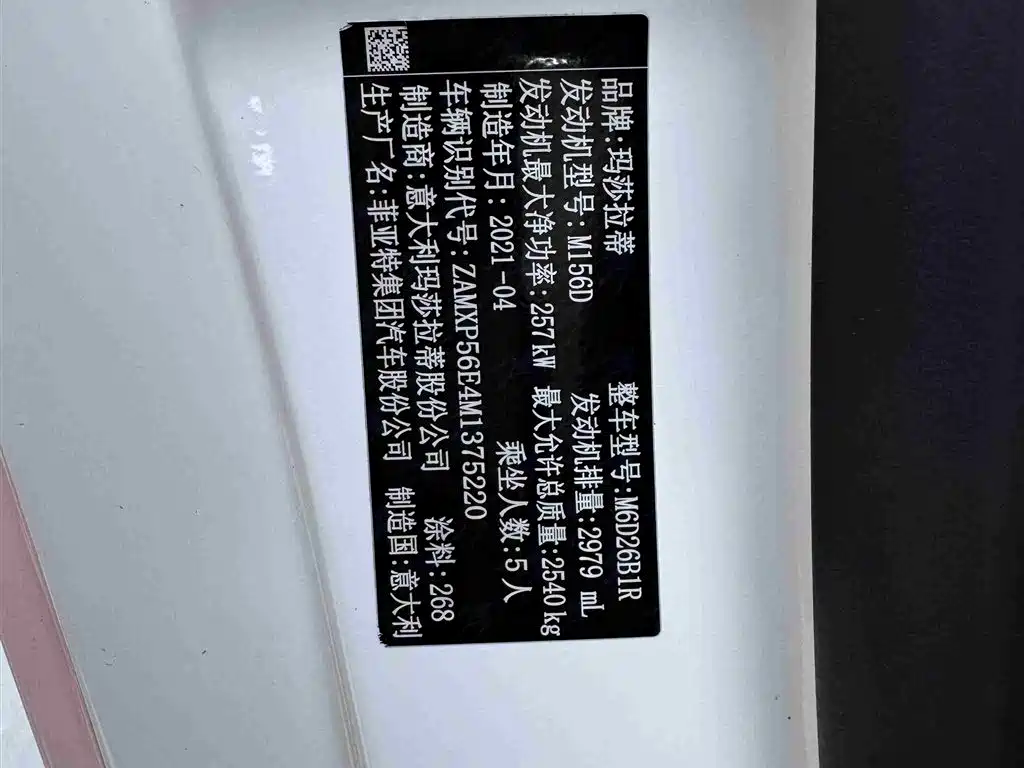 品牌:玛莎拉蒂 整车型号:M6D26B1R
发动机型号:M156D 发动机排量:2979 mL
发动机最大净功率:257kW 最大允许总质量:2540kg
制造年月:2021-04 乘坐人数:5人
车辆识别代号:ZAMXP56E4M1375220
制造商:意大利玛莎拉蒂股份公司 涂料:268
生产厂名:菲亚特集团汽车股份公司 制造国:意大利